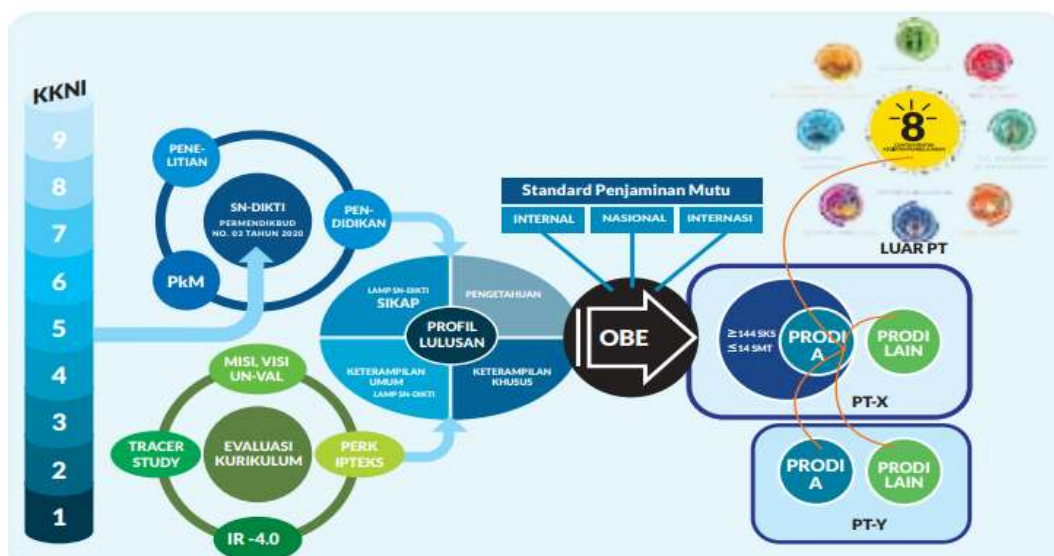 KKNI
9
8
7
6
5
4
3
2
1
PENE-
LITIAN
SN-DIKTI
PERMENDIKBUD
NO. 03 TAHUN 2020
PEN-
DIDIKAN
PkM
MISI, VISI
UN-VAL
TRACER
STUDY
EVALUASI
KURIKULUM
PERK
IPTEKS
IR -4.0
LAMP SN-DIKTI
SIKAP
PENGETAHUAN
PROFIL
LULUSAN
KETERAMPILAN
UMUM
LAMP SN-DIKTI
KETERAMPILAN
KHUSUS
Standard Penjaminan Mutu
INTERNAL
NASIONAL
INTERNASI
OBE
8
LUAR PT
≥ 144 SKS
≤ 14 SMT
PRODI
A
PRODI
LAIN
PT-X
PRODI
A
PRODI
LAIN
PT-Y